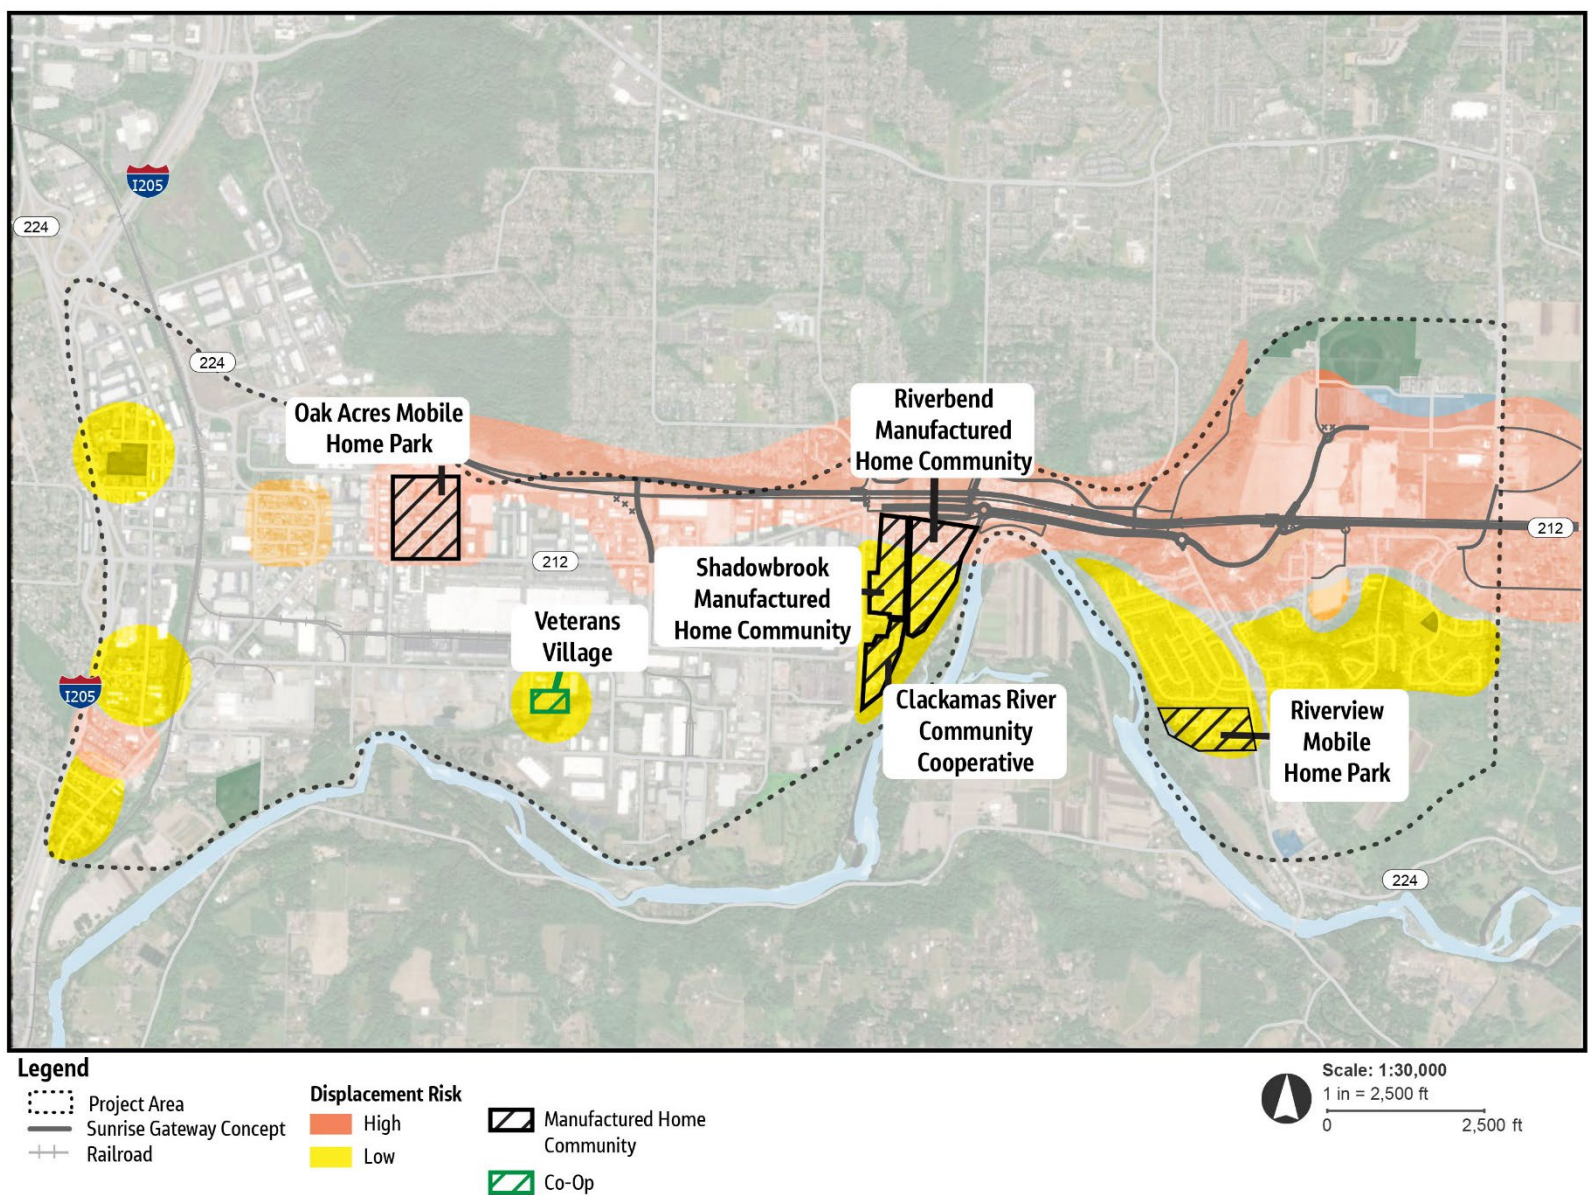 I205
224
224
Oak Acres Mobile
Home Park
Riverbend
Manufactured
Home Community
212
212
Shadowbrook
Manufactured
Home Community
Veterans
Village
I205
Clackamas River
Community
Cooperative
Riverview
Mobile
Home Park
224
Legend
Project Area
Sunrise Gateway Concept
Railroad
Displacement Risk
High
Low
Manufactured Home
Community
Co-Op
Scale: 1:30,000
1 in = 2,500 ft
0 2,500 ft